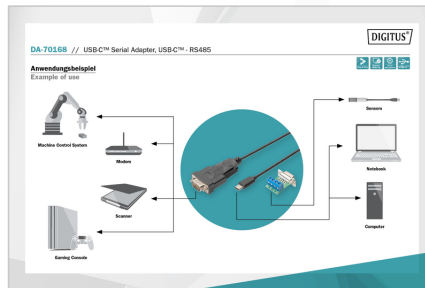 DIGITUS®
DA-70168 // USB-C™ Serial Adapter, USB-C™ - RS485
Anwendungsbeispiel
Example of use
Machine Control System
Modem
Scanner
Gaming Console
Sensors
Notebook
Computer